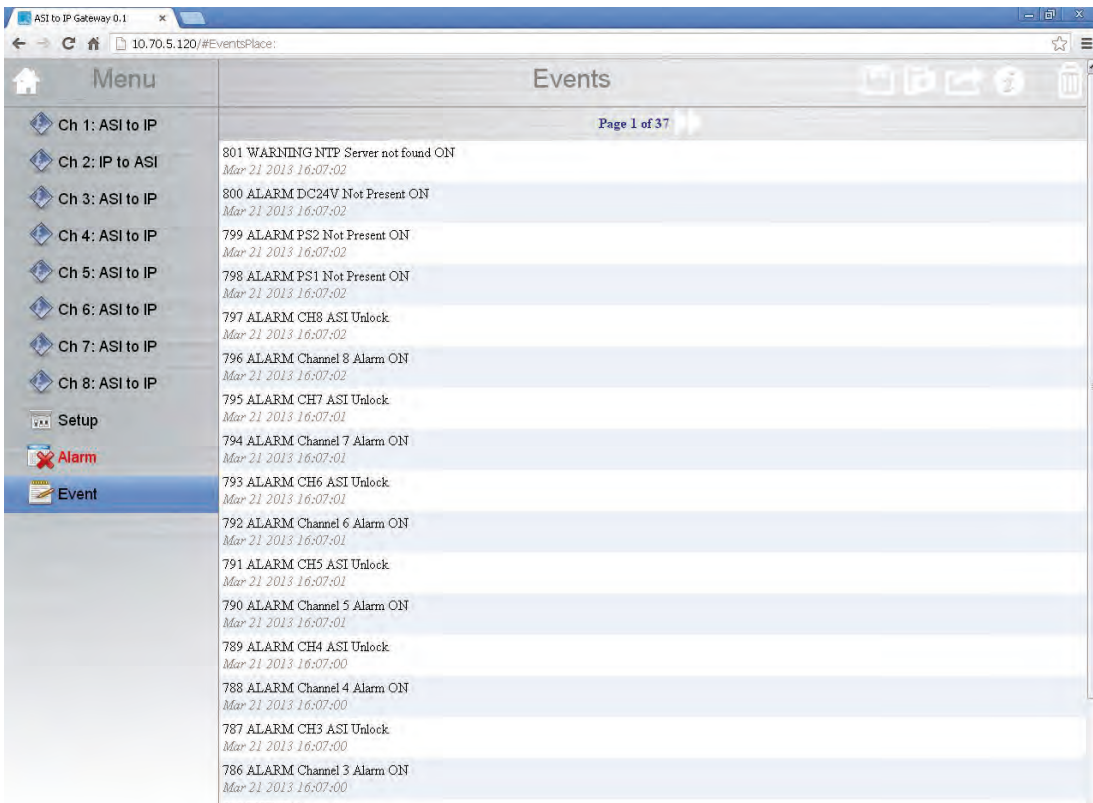 ASI to IP Gateway 0.1
10.70.5.120/#EventsPlace:
Menu
Events
Page 1 of 37
Ch 1: ASI to IP
Ch 2: IP to ASI
Ch 3: ASI to IP
Ch 4: ASI to IP
Ch 5: ASI to IP
Ch 6: ASI to IP
Ch 7: ASI to IP
Ch 8: ASI to IP
Setup
Alarm
Event
801 WARNING NTP Server not found ON
Mar 21 2013 16:07:02
800 ALARM DC24V Not Present ON
Mar 21 2013 16:07:02
799 ALARM PS2 Not Present ON
Mar 21 2013 16:07:02
798 ALARM PS1 Not Present ON
Mar 21 2013 16:07:02
797 ALARM CH8 ASI Unlock
Mar 21 2013 16:07:02
796 ALARM Channel 8 Alarm ON
Mar 21 2013 16:07:02
795 ALARM CH7 ASI Unlock
Mar 21 2013 16:07:01
794 ALARM Channel 7 Alarm ON
Mar 21 2013 16:07:01
793 ALARM CH6 ASI Unlock
Mar 21 2013 16:07:01
792 ALARM Channel 6 Alarm ON
Mar 21 2013 16:07:01
791 ALARM CH5 ASI Unlock
Mar 21 2013 16:07:01
790 ALARM Channel 5 Alarm ON
Mar 21 2013 16:07:01
789 ALARM CH4 ASI Unlock
Mar 21 2013 16:07:00
788 ALARM Channel 4 Alarm ON
Mar 21 2013 16:07:00
787 ALARM CH3 ASI Unlock
Mar 21 2013 16:07:00
786 ALARM Channel 3 Alarm ON
Mar 21 2013 16:07:00